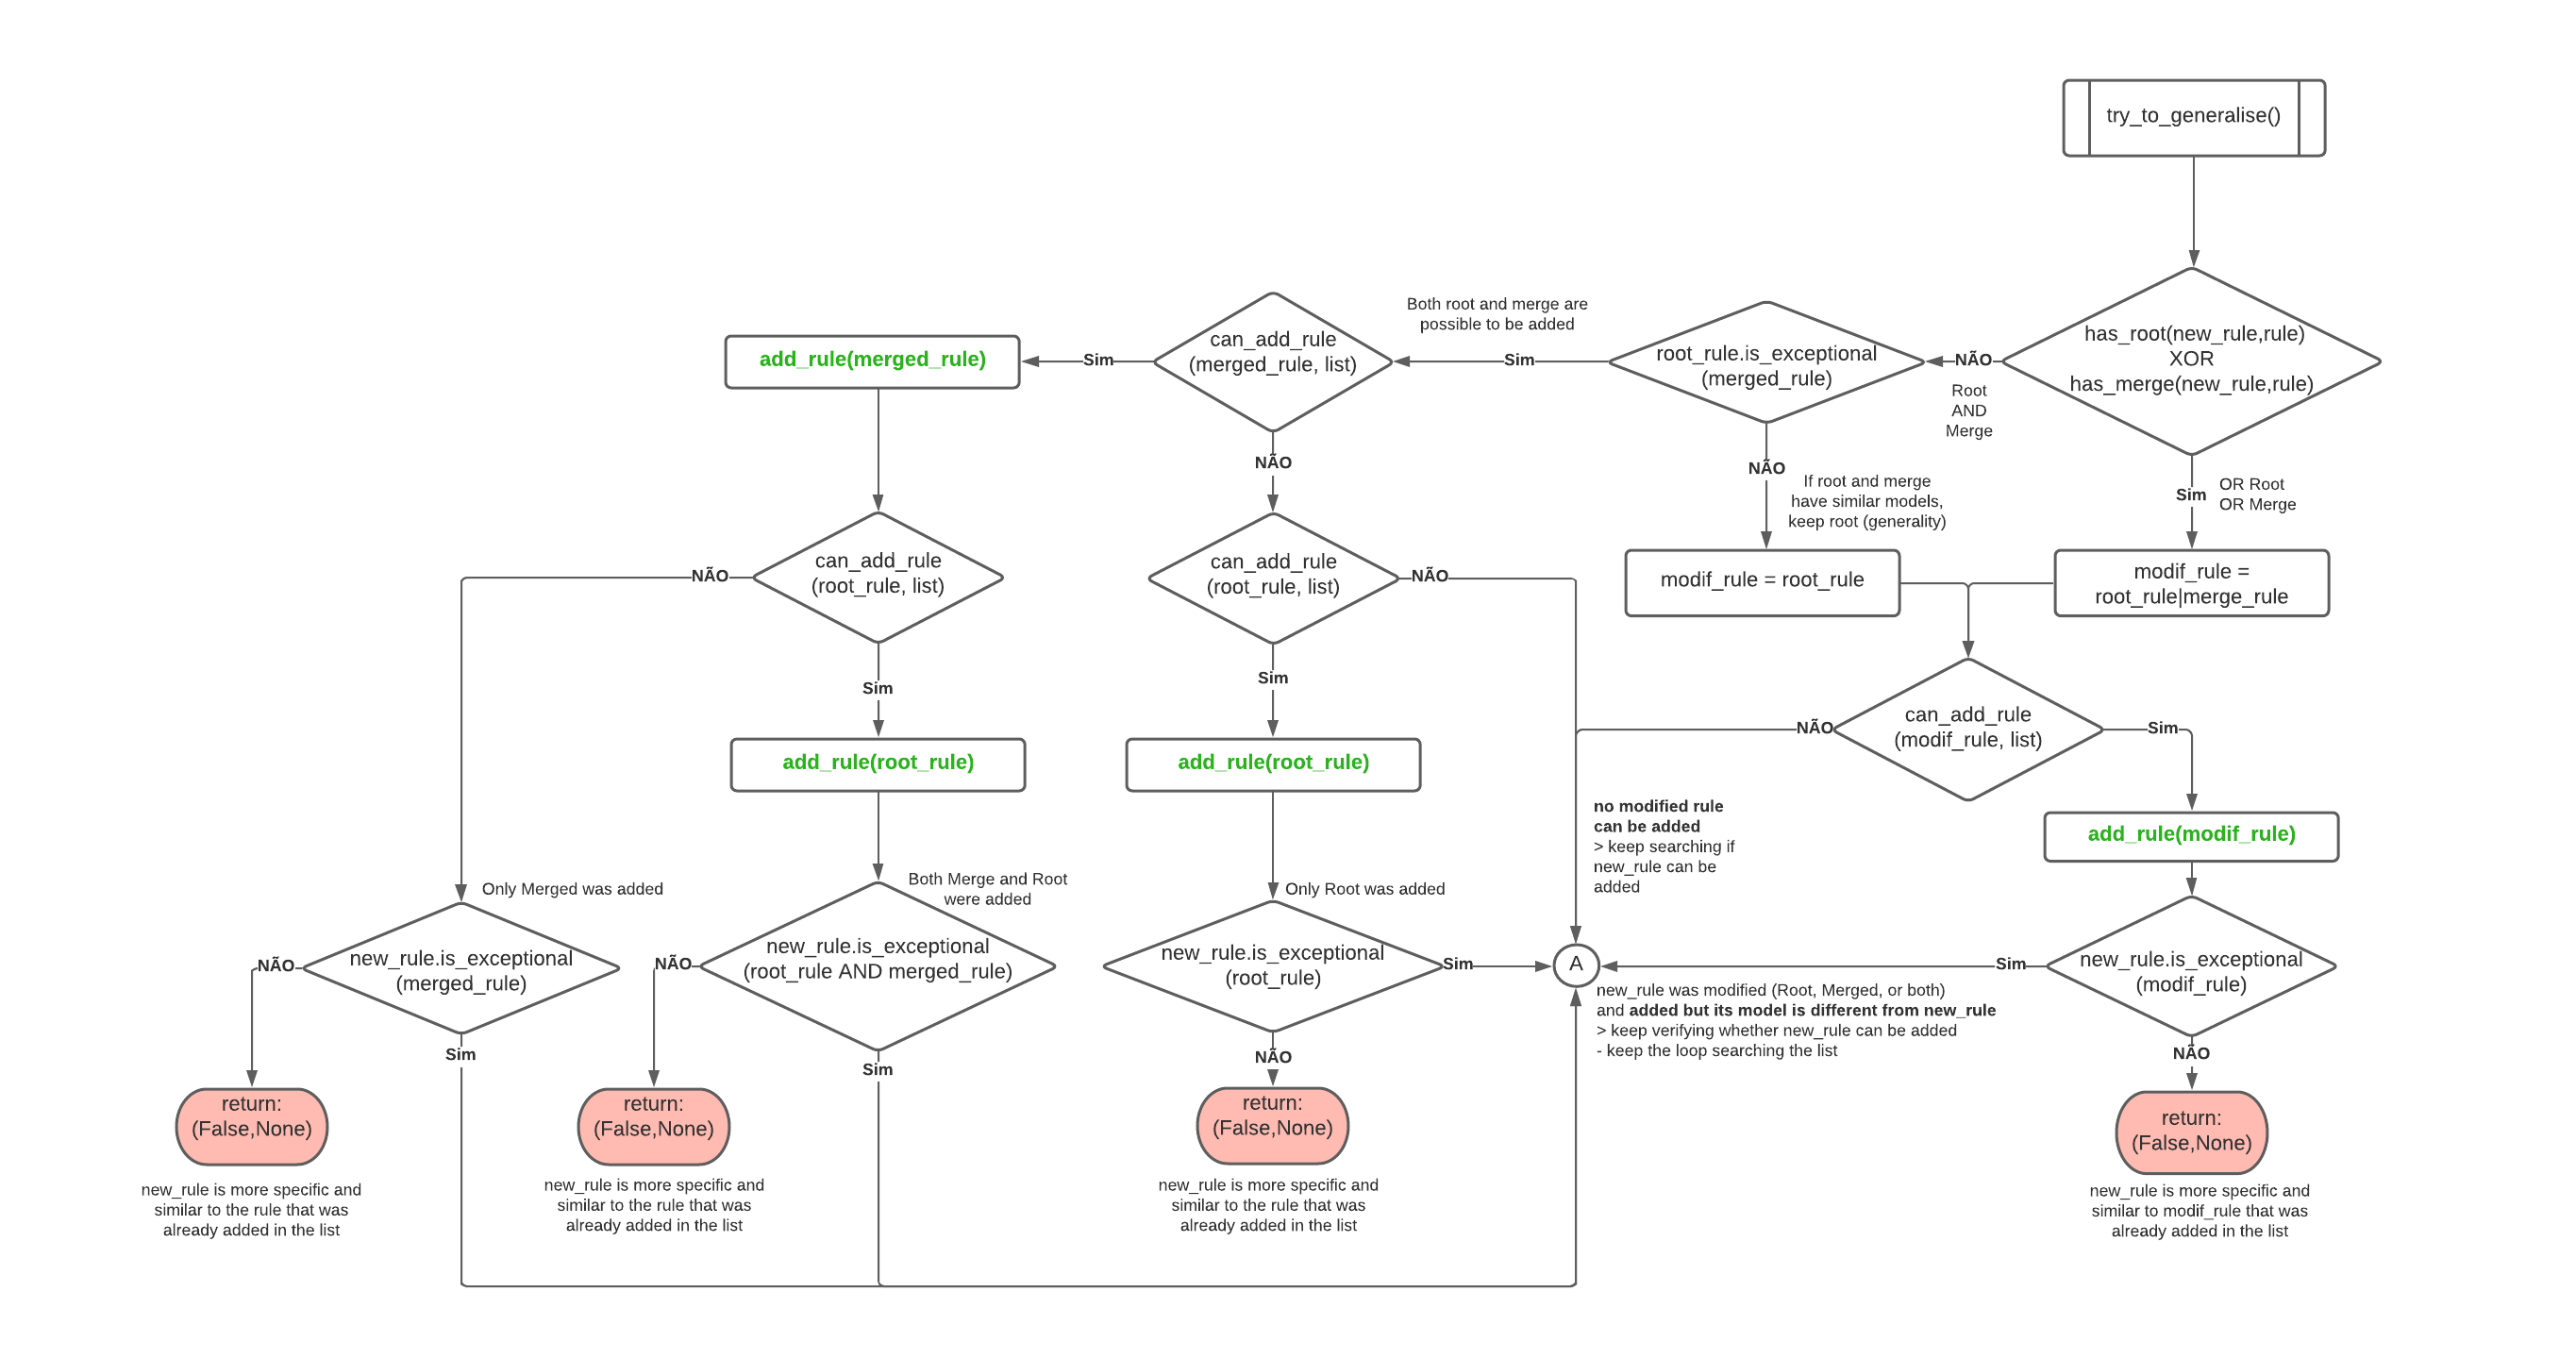 try_to_generalise()
has_root(new_rule,rule)
XOR
has_merge(new_rule,rule)
NÃO
Root
AND
Merge
Sim
OR Root
OR Merge
root_rule.is_exceptional
(merged_rule)
Sim
Both root and merge are
possible to be added
NÃO
If root and merge
have similar models,
keep root (generality)
can_add_rule
(merged_rule, list)
Sim
NÃO
add_rule(merged_rule)
can_add_rule
(root_rule, list)
NÃO
Sim
can_add_rule
(root_rule, list)
NÃO
Sim
modif_rule = root_rule
modif_rule =
root_rule|merge_rule
can_add_rule
(modif_rule, list)
NÃO
Sim
add_rule(root_rule)
add_rule(root_rule)
no modified rule
can be added
> keep searching if
new_rule can be
added
add_rule(modif_rule)
Only Merged was added
new_rule.is_exceptional
(merged_rule)
NÃO
Sim
Both Merge and Root
were added
new_rule.is_exceptional
(root_rule AND merged_rule)
NÃO
Sim
Only Root was added
new_rule.is_exceptional
(root_rule)
Sim
NÃO
A
new_rule was modified (Root, Merged, or both)
and added but its model is different from new_rule
> keep verifying whether new_rule can be added
- keep the loop searching the list
Sim
new_rule.is_exceptional
(modif_rule)
NÃO
return:
(False,None)
new_rule is more specific and
similar to the rule that was
already added in the list
return:
(False,None)
new_rule is more specific and
similar to the rule that was
already added in the list
return:
(False,None)
new_rule is more specific and
similar to the rule that was
already added in the list
return:
(False,None)
new_rule is more specific and
similar to modif_rule that was
already added in the list